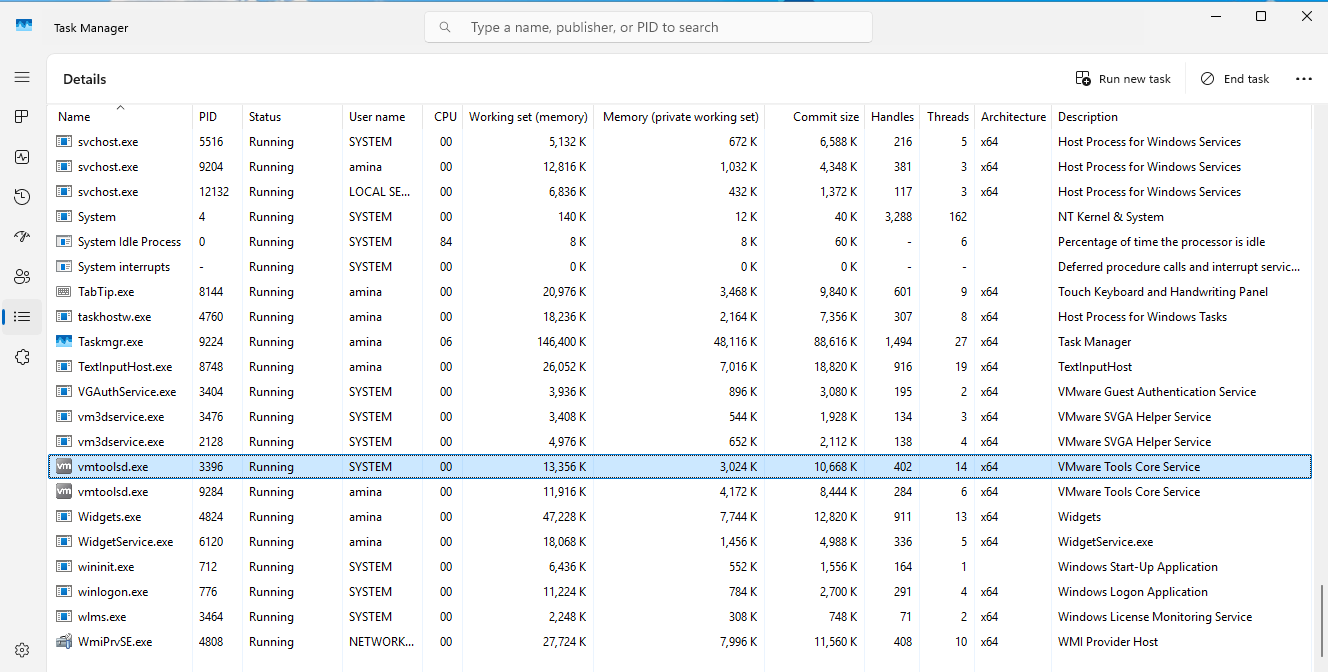 Task Manager
Type a name, publisher, or PID to search
Details
Run new task
End task
Name PID Status User name CPU Working set (memory) Memory (private working set) Commit size Handles Threads Architecture Description
svchost.exe 5516 Running SYSTEM 00 5,132 K 672 K 6,588 K 216 5 x64 Host Process for Windows Services
svchost.exe 9204 Running amina 00 12,816 K 1,032 K 4,348 K 381 3 x64 Host Process for Windows Services
svchost.exe 12132 Running LOCAL SE... 00 6,836 K 432 K 1,372 K 117 3 x64 Host Process for Windows Services
System 4 Running SYSTEM 00 140 K 12 K 40 K 3,288 162 NT Kernel & System
System Idle Process 0 Running SYSTEM 84 8 K 8 K 60 K - 6 Percentage of time the processor is idle
System interrupts - Running SYSTEM 00 0 K 0 K 0 K - - Deferred procedure calls and interrupt servic...
TabTip.exe 8144 Running amina 00 20,976 K 3,468 K 9,840 K 601 9 x64 Touch Keyboard and Handwriting Panel
taskhostw.exe 4760 Running amina 00 18,236 K 2,164 K 7,356 K 307 8 x64 Host Process for Windows Tasks
Taskmgr.exe 9224 Running amina 06 146,400 K 48,116 K 88,616 K 1,494 27 x64 Task Manager
TextInputHost.exe 8748 Running amina 00 26,052 K 7,016 K 18,820 K 916 19 x64 TextInputHost
VGAuthService.exe 3404 Running SYSTEM 00 3,936 K 896 K 3,080 K 195 2 x64 VMware Guest Authentication Service
vm3dservice.exe 3476 Running SYSTEM 00 3,408 K 544 K 1,928 K 134 3 x64 VMware SVGA Helper Service
vm3dservice.exe 2128 Running SYSTEM 00 4,976 K 652 K 2,112 K 138 4 x64 VMware SVGA Helper Service
vm vmtoolsd.exe 3396 Running SYSTEM 00 13,356 K 3,024 K 10,668 K 402 14 x64 VMware Tools Core Service
vm vmtoolsd.exe 9284 Running amina 00 11,916 K 4,172 K 8,444 K 284 6 x64 VMware Tools Core Service
Widgets.exe 4824 Running amina 00 47,228 K 7,744 K 12,820 K 911 13 x64 Widgets
WidgetService.exe 6120 Running amina 00 18,068 K 1,456 K 4,988 K 336 5 x64 WidgetService.exe
wininit.exe 712 Running SYSTEM 00 6,436 K 552 K 1,556 K 164 1 Windows Start-Up Application
winlogon.exe 776 Running SYSTEM 00 11,224 K 784 K 2,700 K 291 4 x64 Windows Logon Application
wlms.exe 3464 Running SYSTEM 00 2,248 K 308 K 748 K 71 2 x64 Windows License Monitoring Service
WmiPrvSE.exe 4808 Running NETWORK... 00 27,724 K 7,996 K 11,560 K 408 10 x64 WMI Provider Host